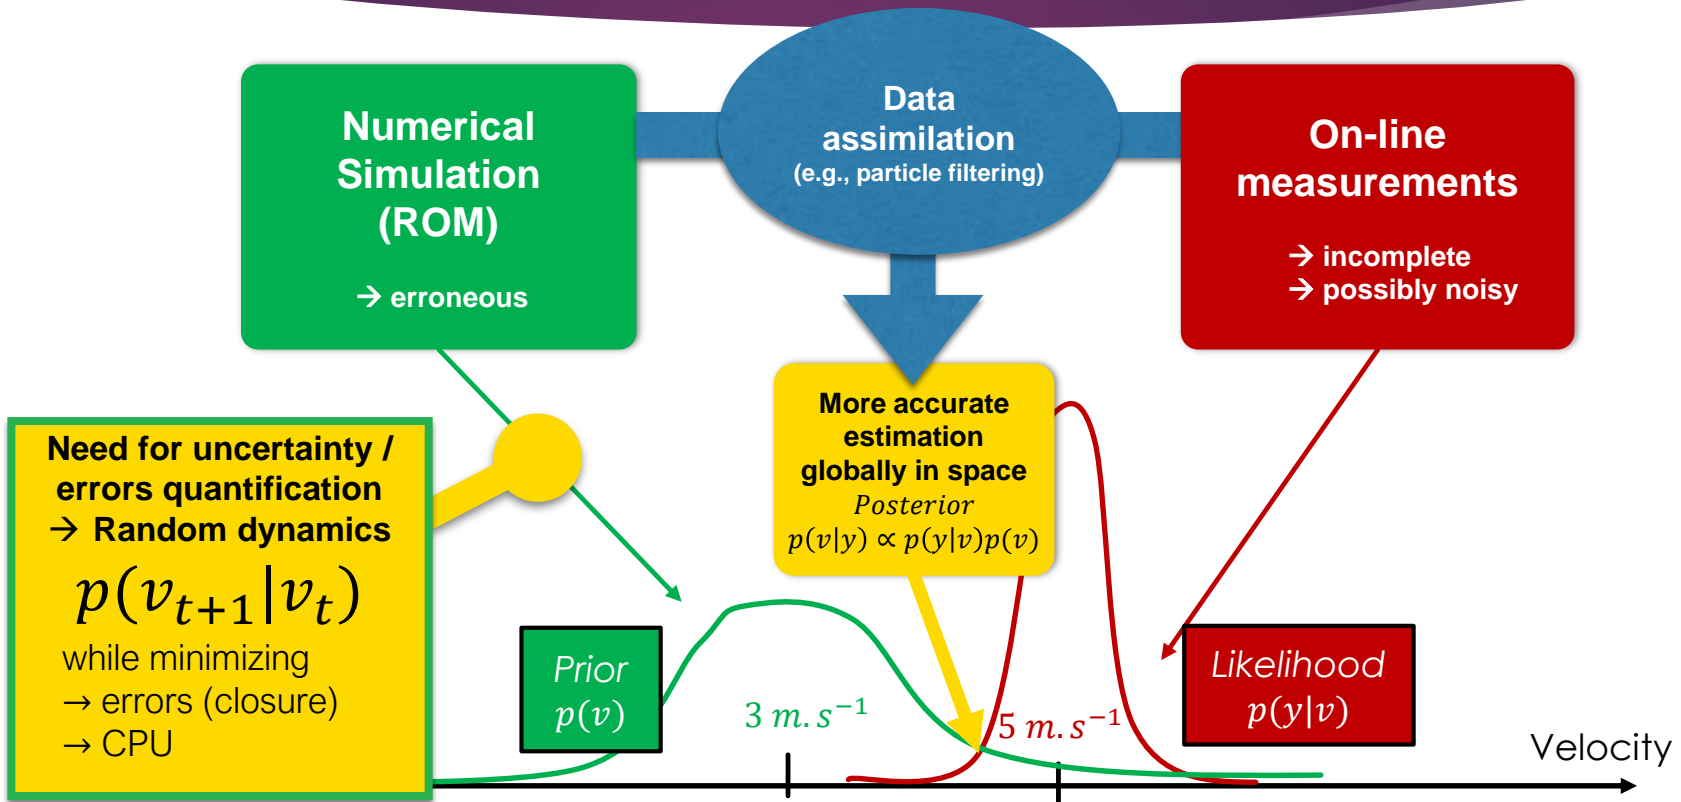 Numerical
Simulation
(ROM)
→ erroneous
Data
assimilation
(e.g., particle filtering)
On-line
measurements
→ incomplete
→ possibly noisy
More accurate
estimation
globally in space
Posterior
p(v|y) ∝ p(y|v)p(v)
Need for uncertainty /
errors quantification
→ Random dynamics
p(v_{t+1}|v_t)
while minimizing
→ errors (closure)
→ CPU
Prior
p(v)
3 m.s⁻¹
5 m.s⁻¹
Likelihood
p(y|v)
Velocity